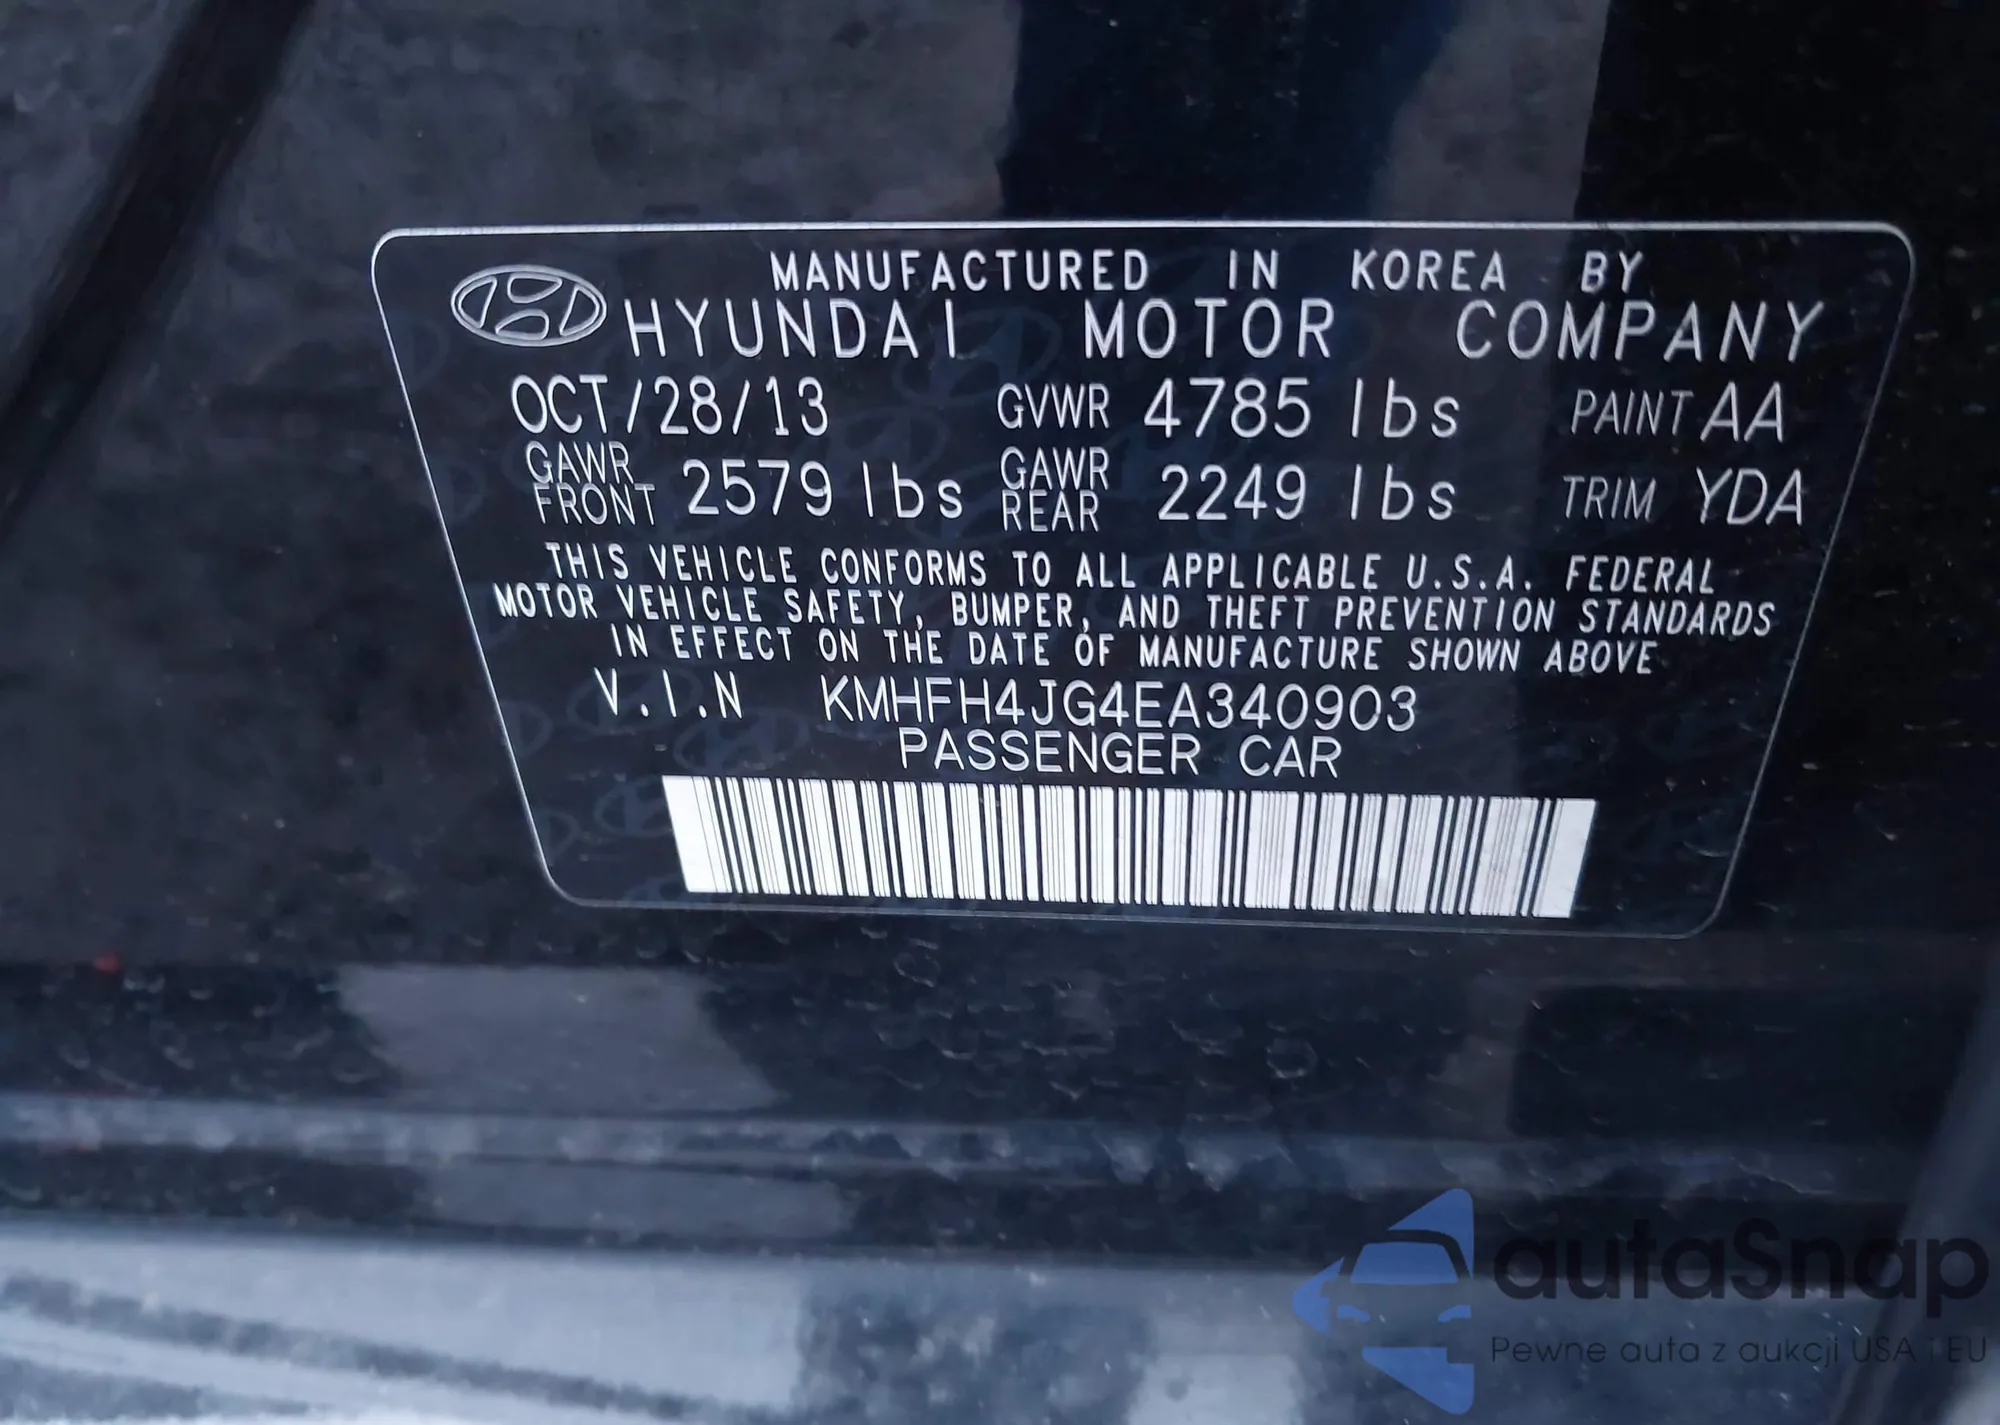 MANUFACTURED IN KOREA BY
HYUNDAI MOTOR COMPANY
OCT/28/13 GVWR 4785 lbs PAINT AA
GAWR FRONT 2579 lbs GAWR REAR 2249 lbs TRIM YDA
THIS VEHICLE CONFORMS TO ALL APPLICABLE U.S.A. FEDERAL
MOTOR VEHICLE SAFETY, BUMPER, AND THEFT PREVENTION STANDARDS
IN EFFECT ON THE DATE OF MANUFACTURE SHOWN ABOVE
V.I.N KMHFH4JG4EA340903
PASSENGER CAR
autaSnap
Pewne auta z aukcji USA i EU